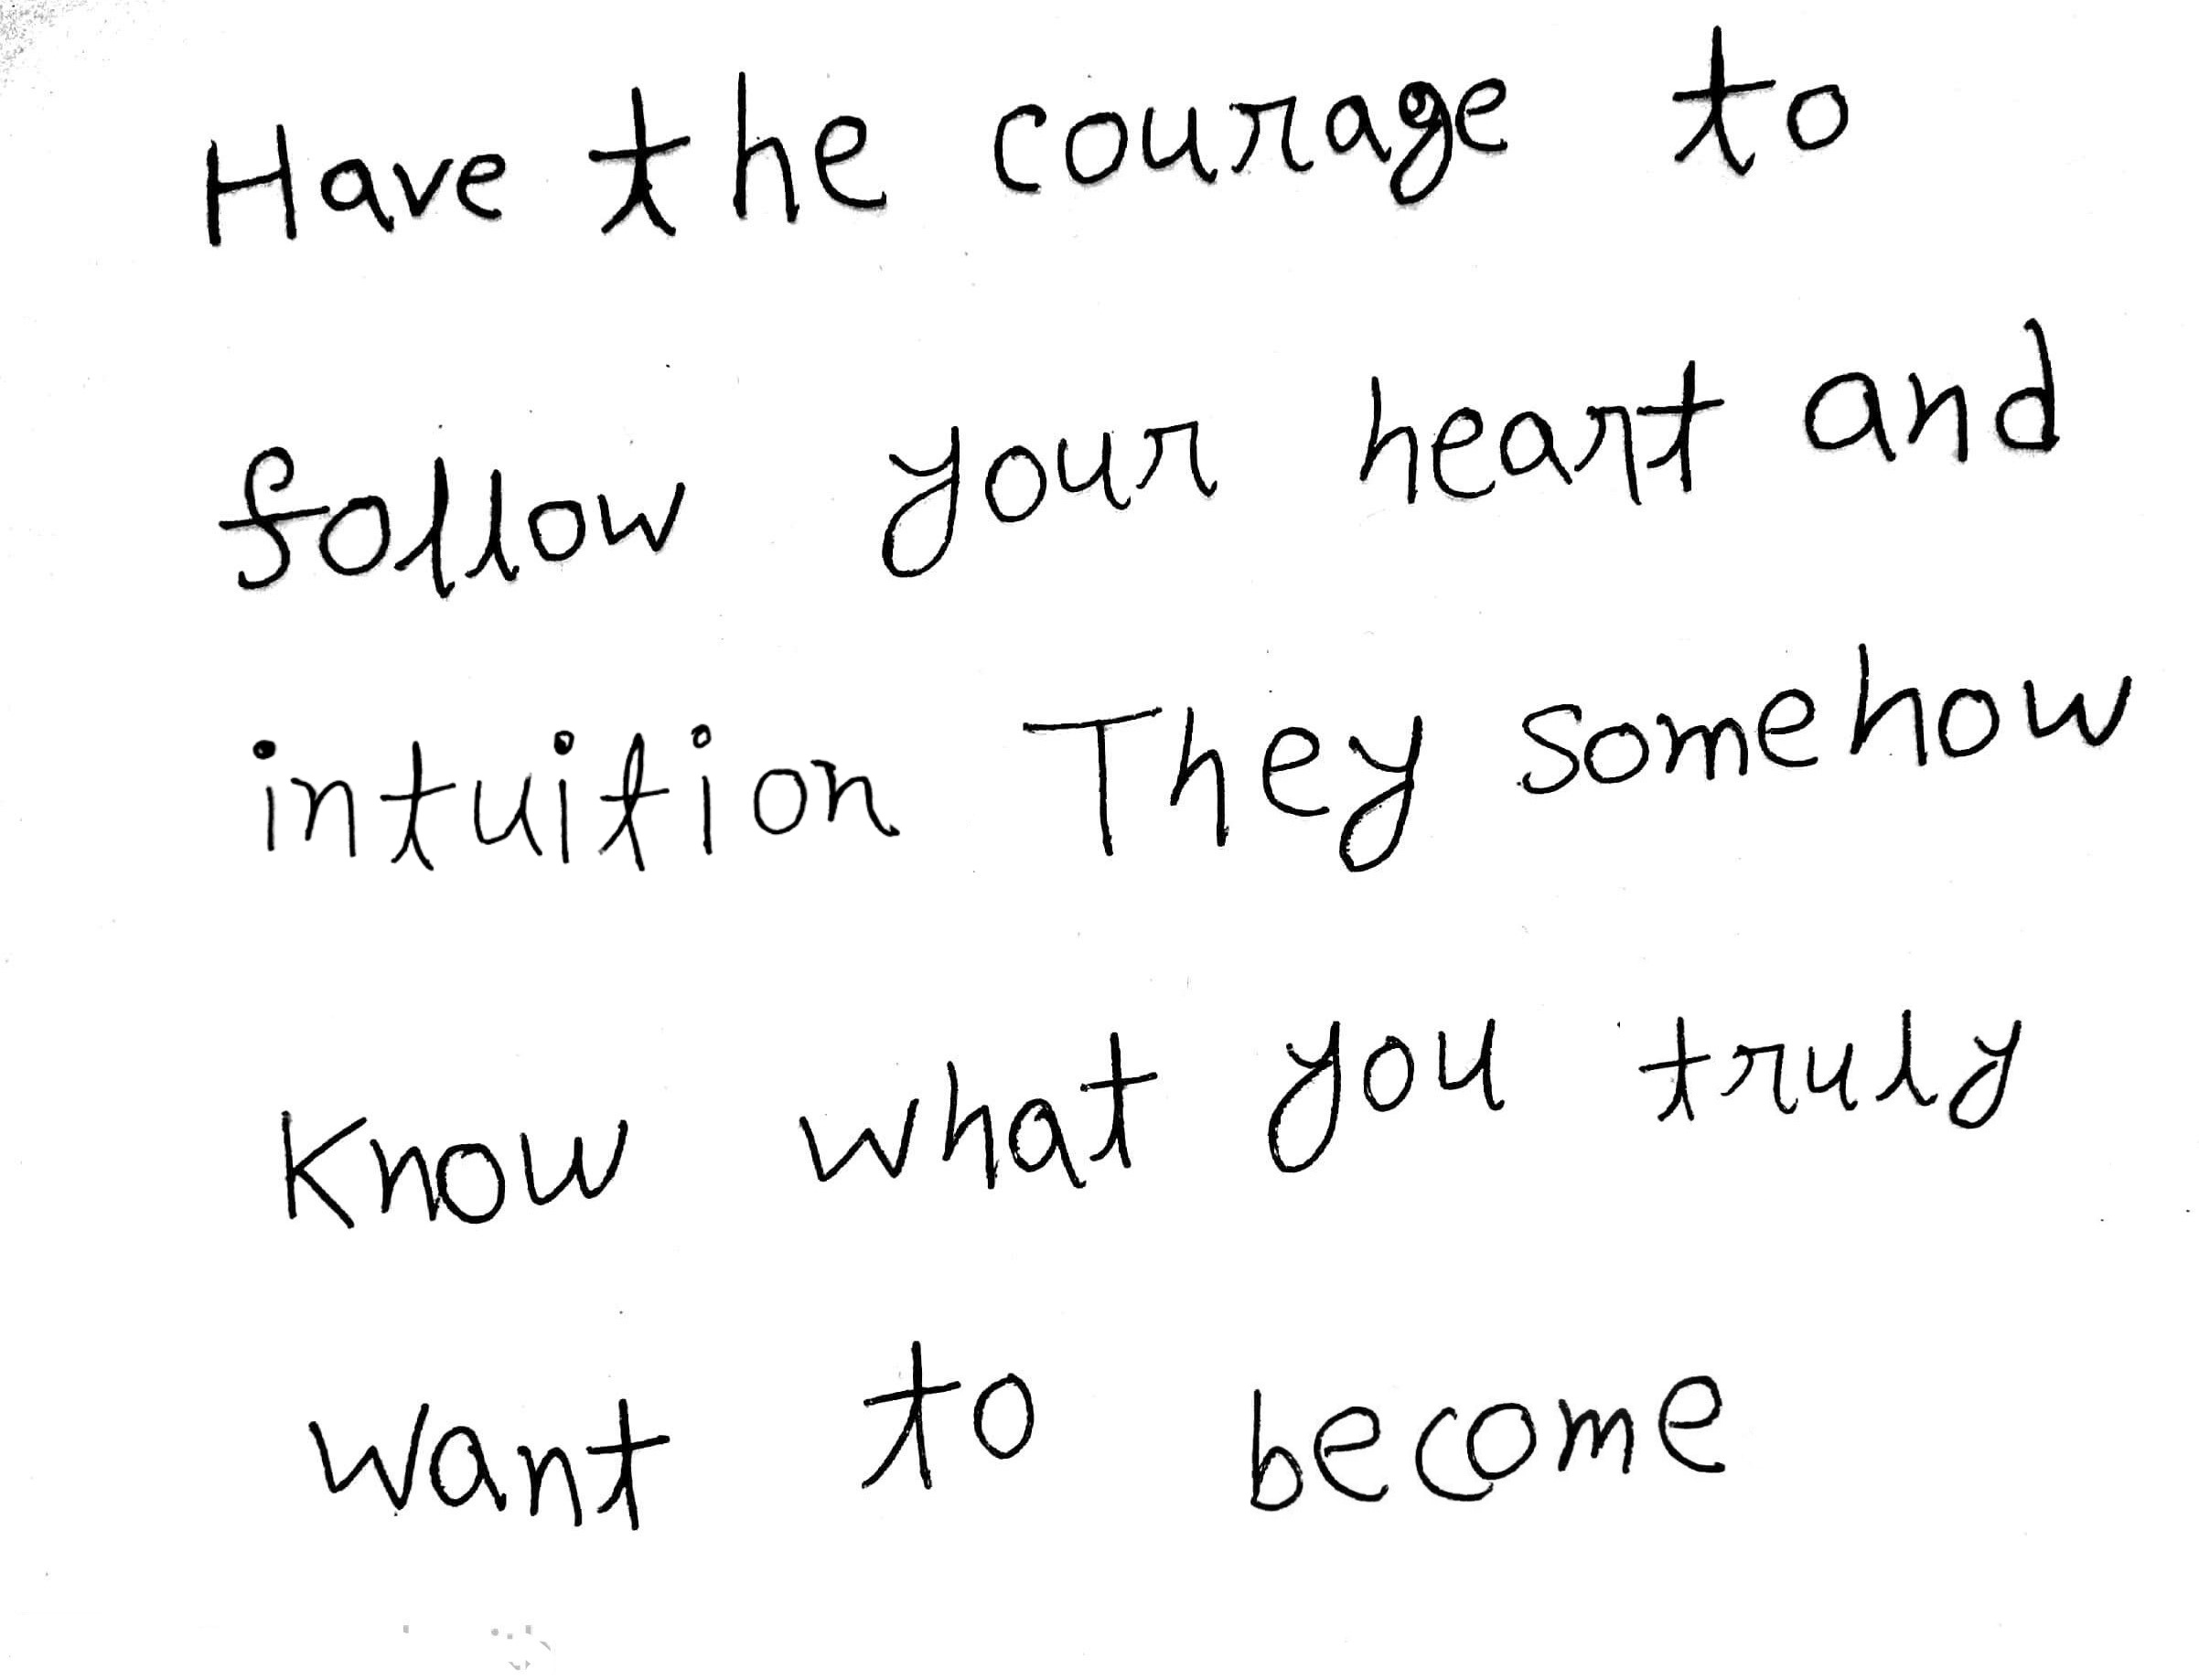 Have the courage to
follow your heart and
intuition They somehow
Know what you truly
want to become